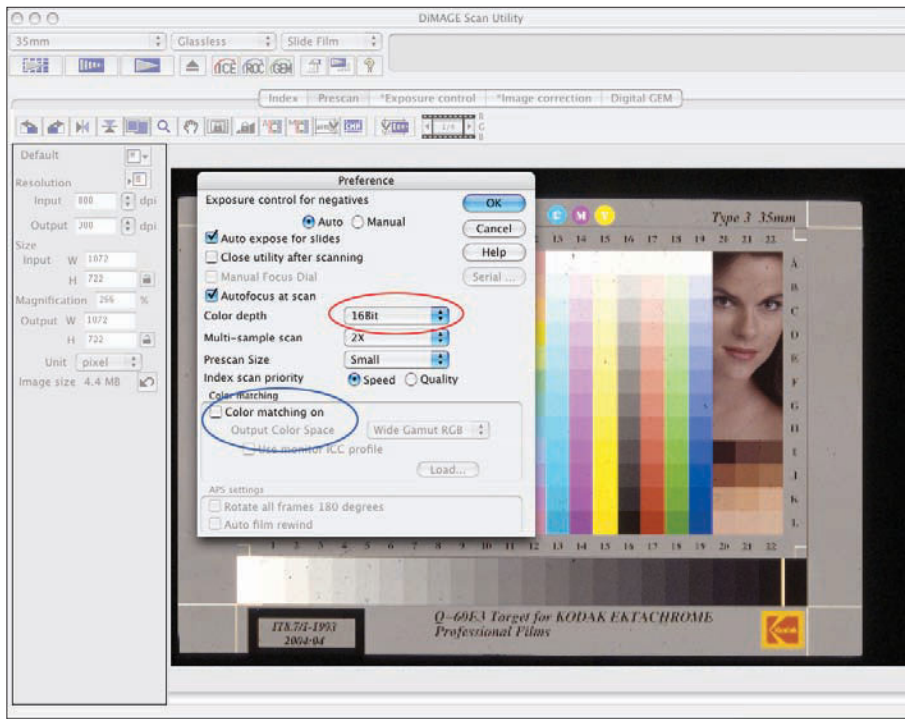 DiMAGE Scan Utility
35mm Glassless Slide Film
ICE ROC GEM
Index Prescan *Exposure control *Image correction Digital GEM
CMP 1/4 R
G
B
Default
Resolution
Input 800 dpi
Output 300 dpi
Size
Input W 1072
H 722
Magnification 266 %
Output W 1072
H 722
Unit pixel
Image size 4.4 MB
Preference
Exposure control for negatives
Auto Manual
Auto expose for slides
Close utility after scanning
Manual Focus Dial
Autofocus at scan
Color depth 16Bit
Multi-sample scan 2X
Prescan Size Small
Index scan priority Speed Quality
Color matching
Color matching on
Output Color Space Wide Gamut RGB
Use monitor ICC profile
Load...
APS settings
Rotate all frames 180 degrees
Auto film rewind
OK
Cancel
Help
Serial ...
C M Y
Type 3 35mm
12 13 14 15 16 17 18 19 20 21 22
A
B
C
D
E
F
G
H
I
J
K
L
1 2 3 4 5 6 7 8 9 10 11 12 13 14 15 16 17 18 19 20 21 22
IT8.7/1-1993
2004:04
Q-60E3 Target for KODAK EKTACHROME
Professional Films
Kodak